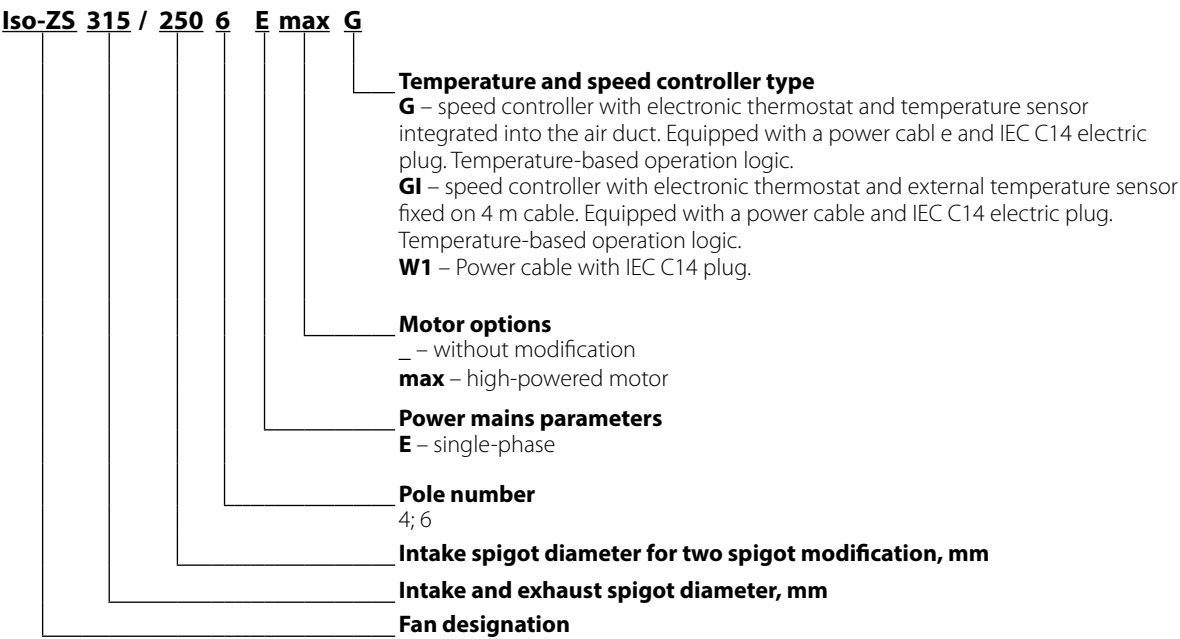 Iso-ZS 315 / 250 6 E max G
Temperature and speed controller type
G – speed controller with electronic thermostat and temperature sensor
integrated into the air duct. Equipped with a power cabl e and IEC C14 electric
plug. Temperature-based operation logic.
GI – speed controller with electronic thermostat and external temperature sensor
fixed on 4 m cable. Equipped with a power cable and IEC C14 electric plug.
Temperature-based operation logic.
W1 – Power cable with IEC C14 plug.
Motor options
_ – without modification
max – high-powered motor
Power mains parameters
E – single-phase
Pole number
4; 6
Intake spigot diameter for two spigot modification, mm
Intake and exhaust spigot diameter, mm
Fan designation